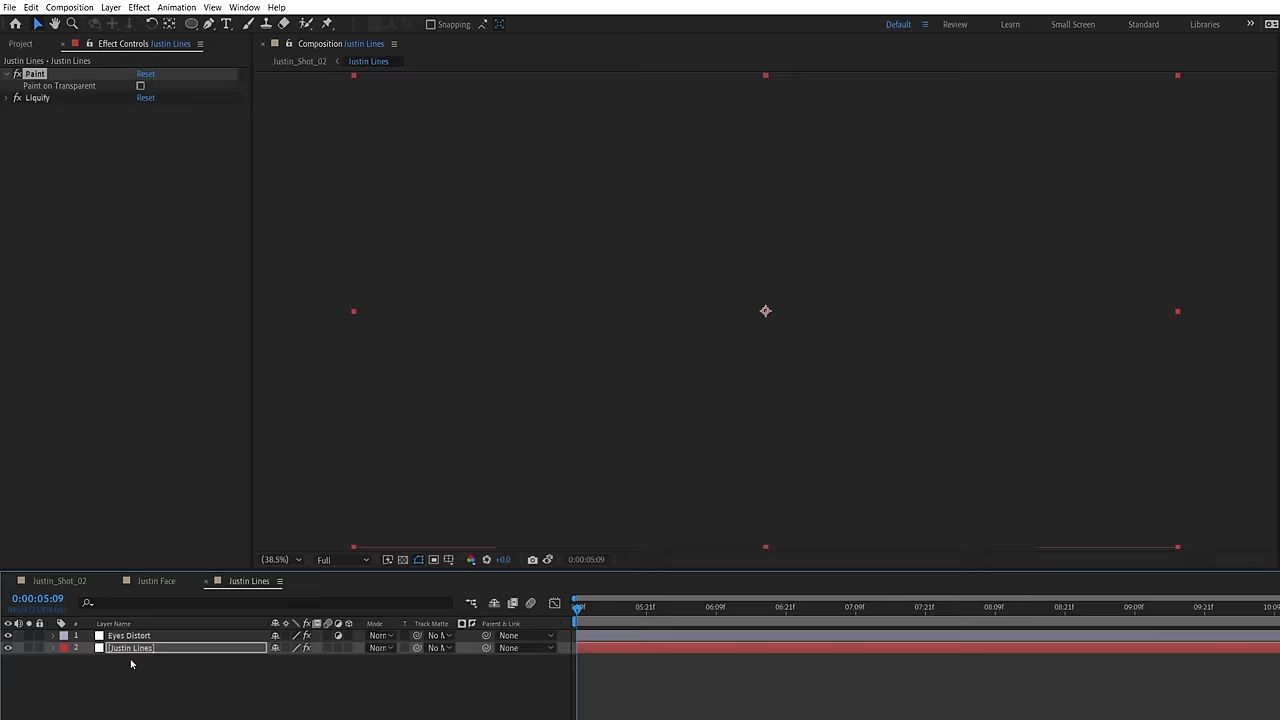 File Edit Composition Layer Effect Animation View Window Help
Snapping Default Review Learn Small Screen Standard Libraries
Project Effect Controls Justin Lines Composition Justin Lines
Justin Lines • Justin Lines Justin_Shot_02 Justin Lines
fx Paint Reset
Paint on Transparent
fx Liquify Reset
(38.5%) Full +0.0 0:00:05:09
Justin_Shot_02 Justin Face Justin Lines
0:00:05:09
05:21f 06:09f 06:21f 07:09f 07:21f 08:09f 08:21f 09:09f 09:21f 10:09
# Layer Name Mode T Track Matte Parent & Link
1 Eyes Distort Norn No M None
2 [Justin Lines] Norn No M None